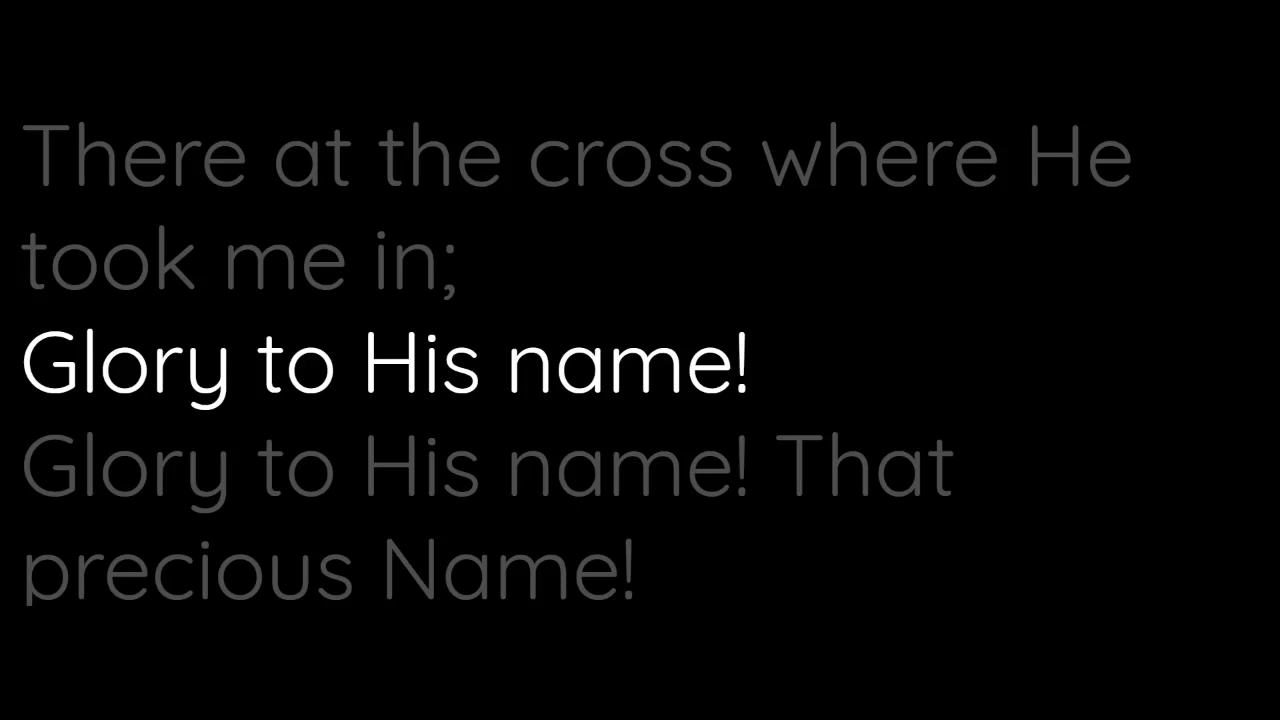 There at the cross where He
took me in;
Glory to His name!
Glory to His name! That
precious Name!